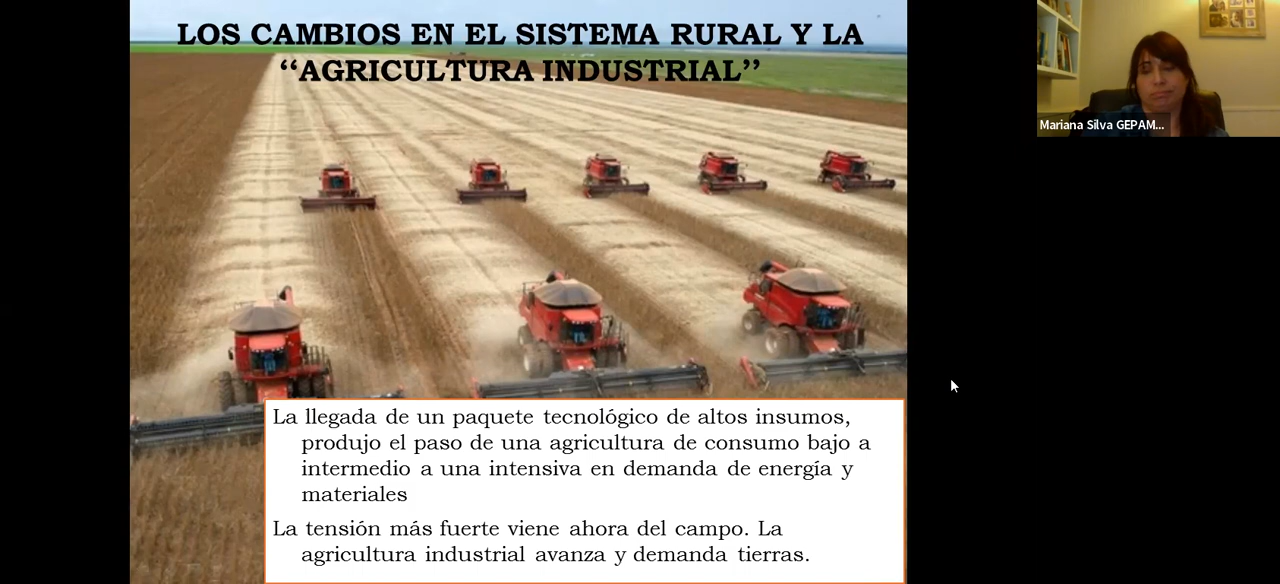 LOS CAMBIOS EN EL SISTEMA RURAL Y LA
“AGRICULTURA INDUSTRIAL”
Mariana Silva GEPAM...
La llegada de un paquete tecnológico de altos insumos,
produjo el paso de una agricultura de consumo bajo a
intermedio a una intensiva en demanda de energía y
materiales
La tensión más fuerte viene ahora del campo. La
agricultura industrial avanza y demanda tierras.